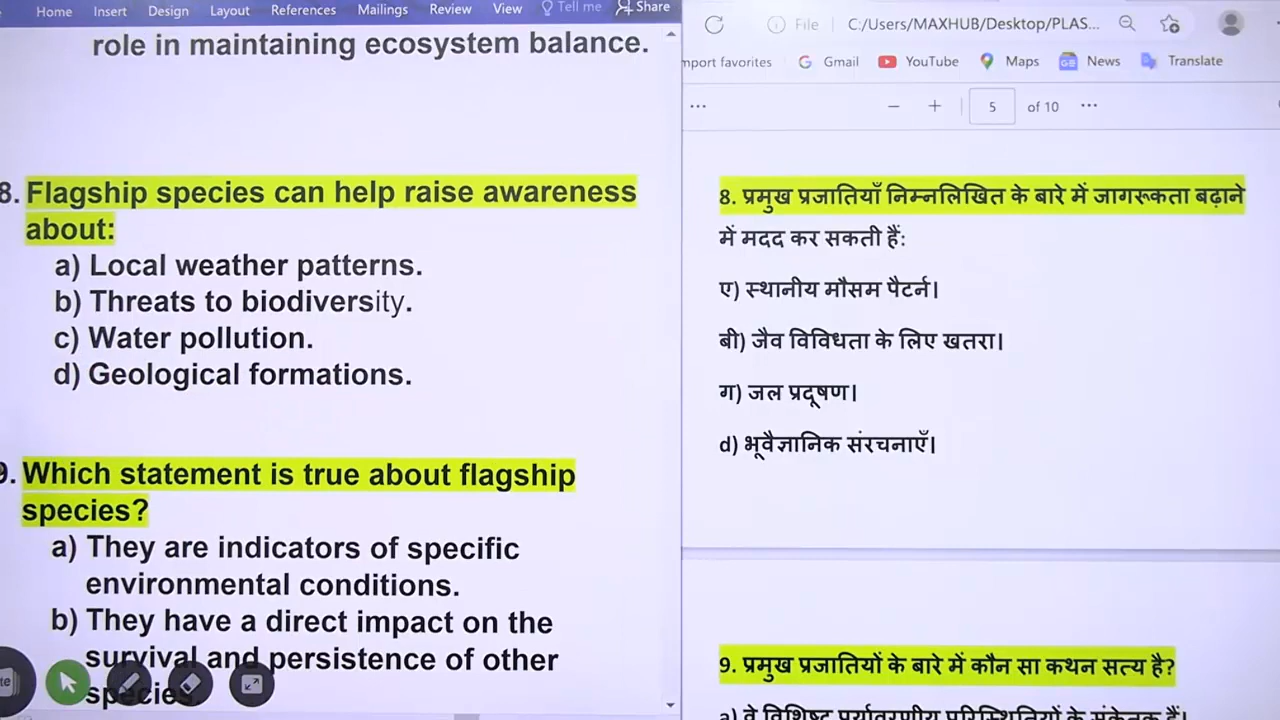 Home Insert Design Layout References Mailings Review View Tell me Share
role in maintaining ecosystem balance.
8. Flagship species can help raise awareness
about:
a) Local weather patterns.
b) Threats to biodiversity.
c) Water pollution.
d) Geological formations.
9. Which statement is true about flagship
species?
a) They are indicators of specific
environmental conditions.
b) They have a direct impact on the
survival and persistence of other
species
File C:/Users/MAXHUB/Desktop/PLAS...
mport favorites Gmail YouTube Maps News Translate
... − + 5 of 10 ...
8. प्रमुख प्रजातियाँ निम्नलिखित के बारे में जागरूकता बढ़ाने
में मदद कर सकती हैं:
ए) स्थानीय मौसम पैटर्न।
बी) जैव विविधता के लिए खतरा।
ग) जल प्रदूषण।
d) भूवैज्ञानिक संरचनाएँ।
9. प्रमुख प्रजातियों के बारे में कौन सा कथन सत्य है?
a) वे विशिष्ट पर्यावरणीय परिस्थितियों के संकेतक हैं।